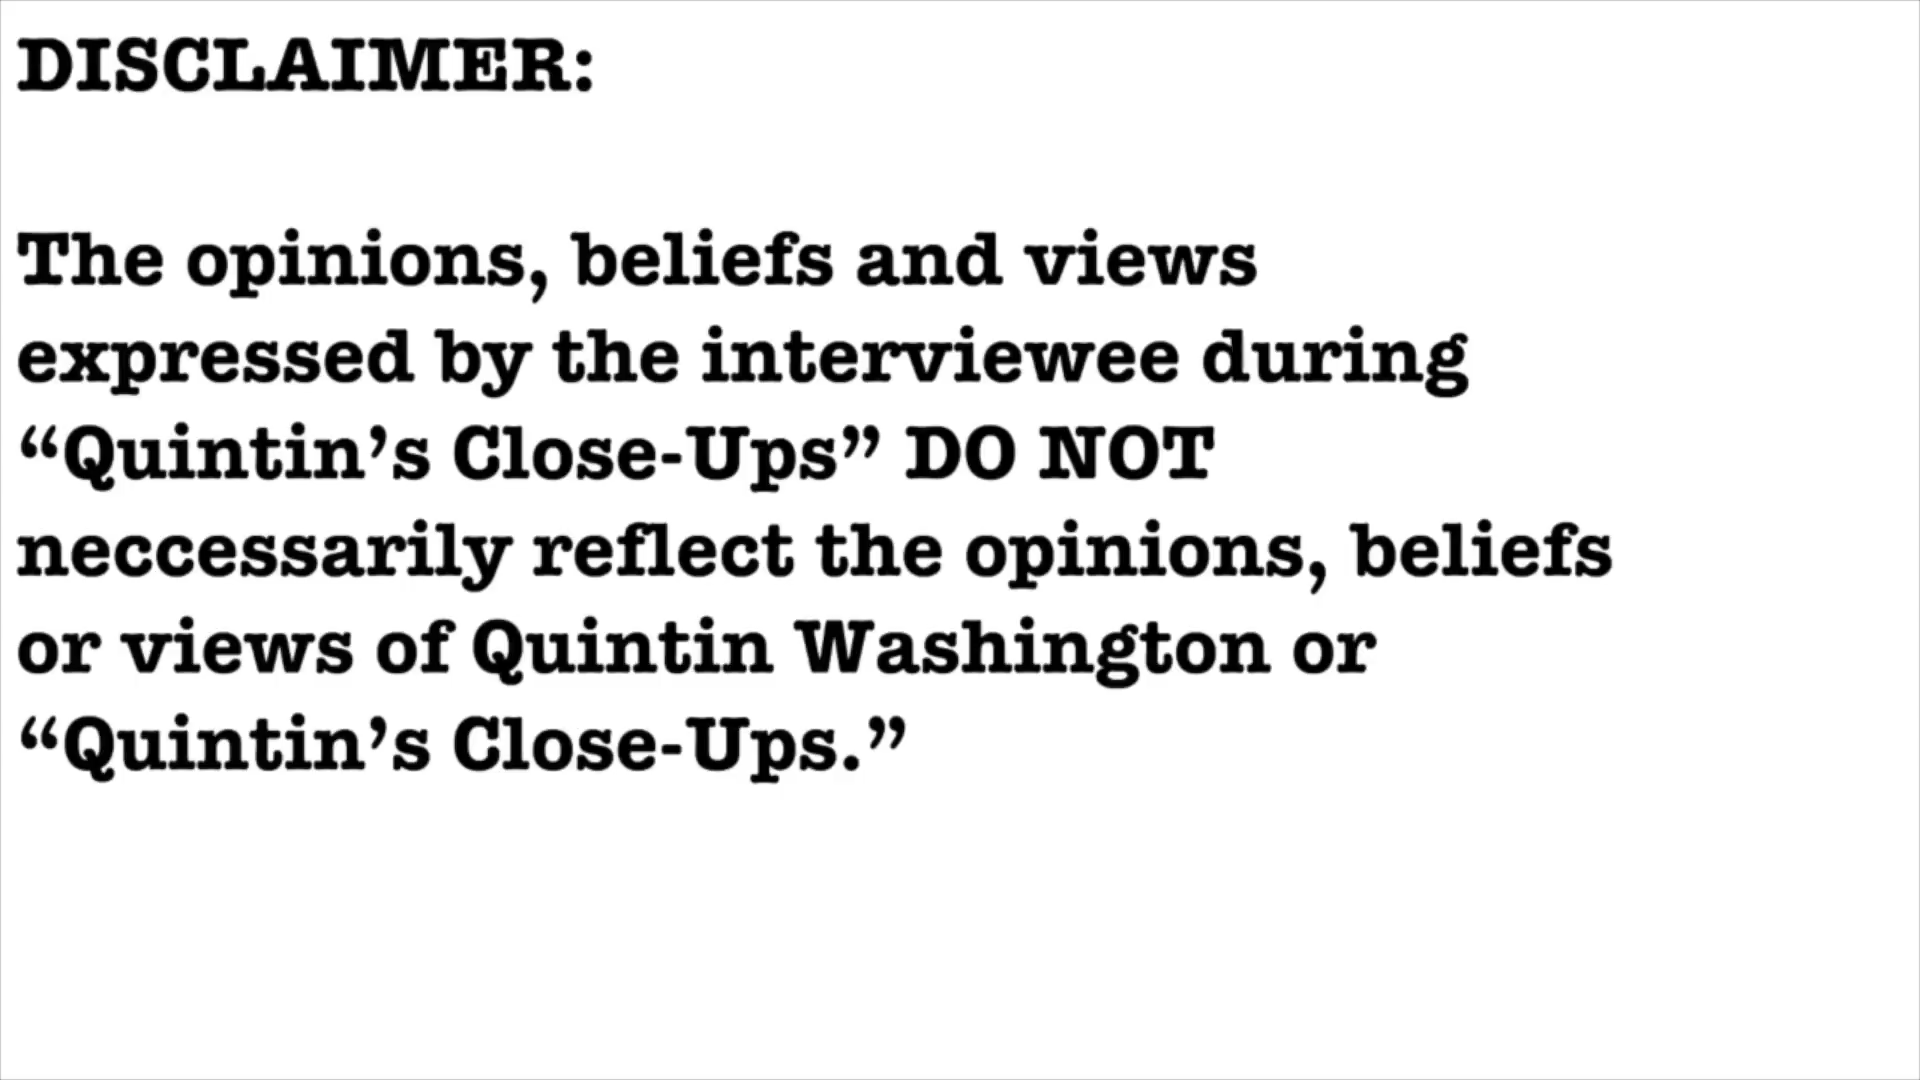 DISCLAIMER:
The opinions, beliefs and views
expressed by the interviewee during
“Quintin’s Close-Ups” DO NOT
neccessarily reflect the opinions, beliefs
or views of Quintin Washington or
“Quintin’s Close-Ups.”